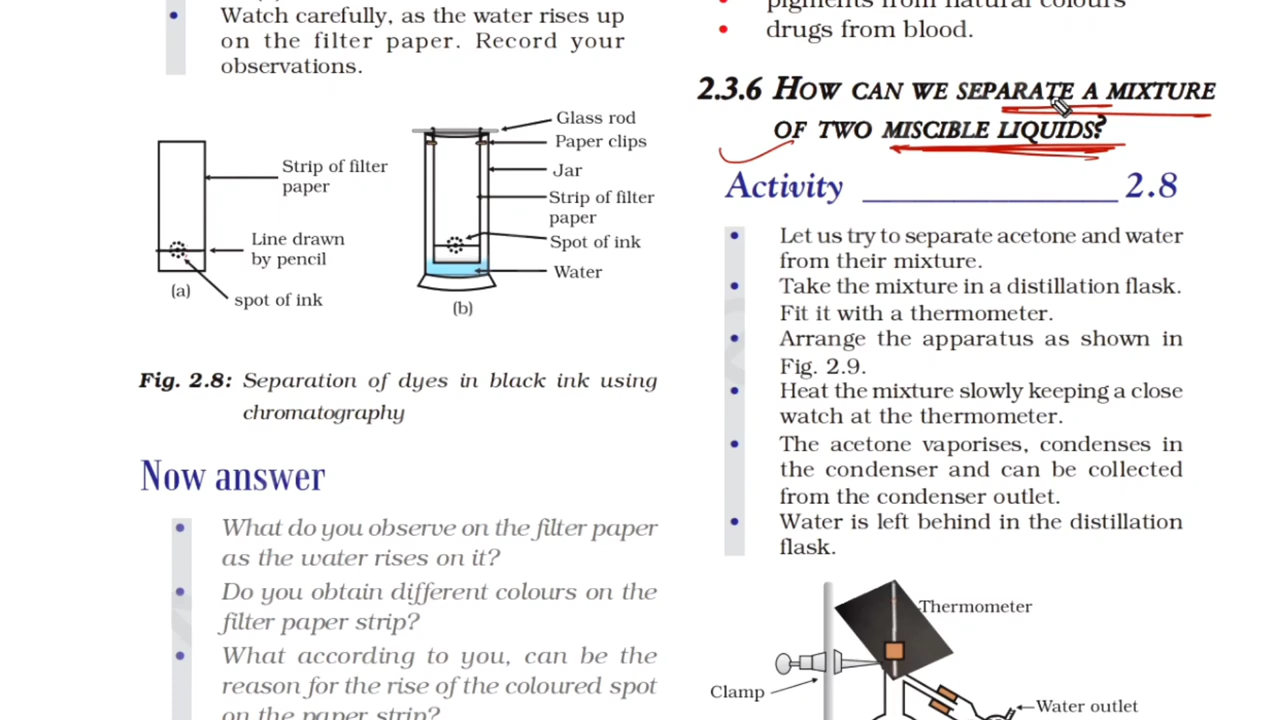 Watch carefully, as the water rises up
on the filter paper. Record your
observations.
Strip of filter
paper
Line drawn
by pencil
spot of ink
(a)
Glass rod
Paper clips
Jar
Strip of filter
paper
Spot of ink
Water
(b)
Fig. 2.8: Separation of dyes in black ink using
chromatography
Now answer
What do you observe on the filter paper
as the water rises on it?
Do you obtain different colours on the
filter paper strip?
What according to you, can be the
reason for the rise of the coloured spot
on the paper strip?
pigments from natural colours
drugs from blood.
2.3.6 HOW CAN WE SEPARATE A MIXTURE
OF TWO MISCIBLE LIQUIDS?
Activity 2.8
Let us try to separate acetone and water
from their mixture.
Take the mixture in a distillation flask.
Fit it with a thermometer.
Arrange the apparatus as shown in
Fig. 2.9.
Heat the mixture slowly keeping a close
watch at the thermometer.
The acetone vaporises, condenses in
the condenser and can be collected
from the condenser outlet.
Water is left behind in the distillation
flask.
Thermometer
Clamp
Water outlet